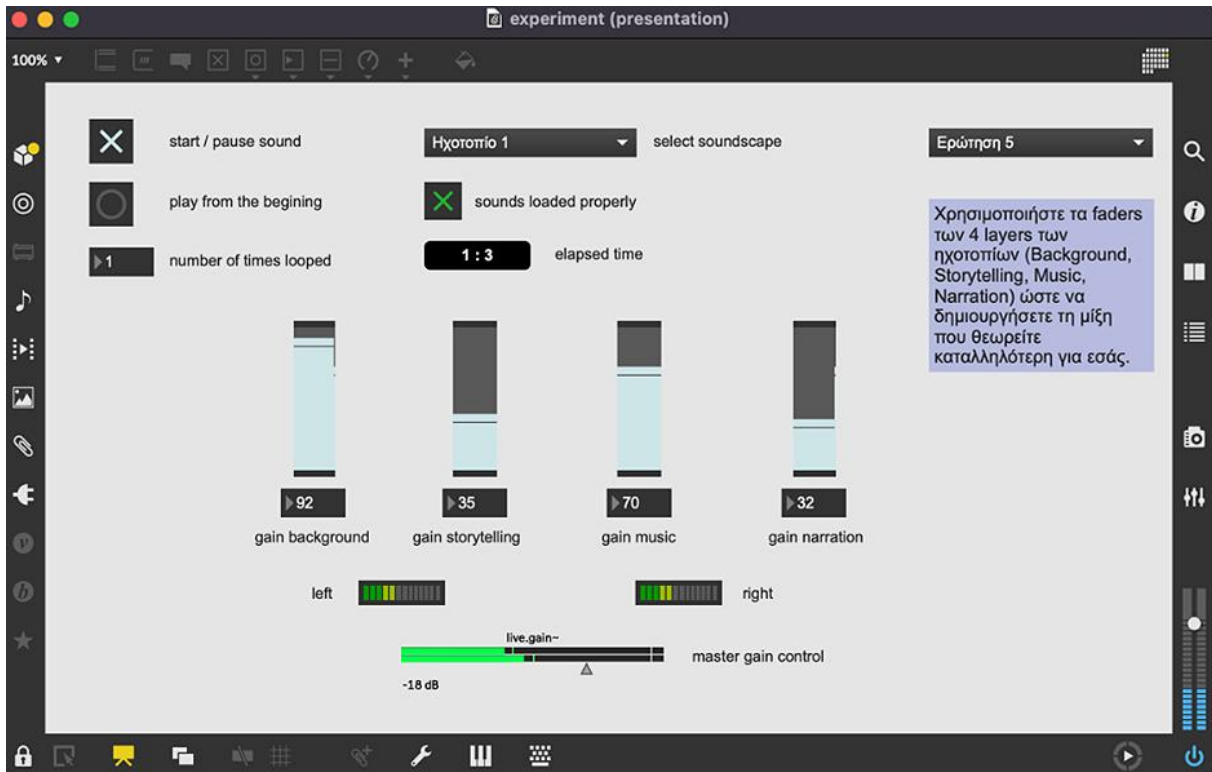 experiment (presentation)
100%
start / pause sound
Ηχοτοπίο 1
select soundscape
Ερώτηση 5
play from the begining
sounds loaded properly
1
number of times looped
1 : 3
elapsed time
Χρησιμοποιήστε τα faders
των 4 layers των
ηχοτοπίων (Background,
Storytelling, Music,
Narration) ώστε να
δημιουργήσετε τη μίξη
που θεωρείτε
καταλληλότερη για εσάς.
92
35
70
32
gain background
gain storytelling
gain music
gain narration
left
right
live.gain~
master gain control
-18 dB